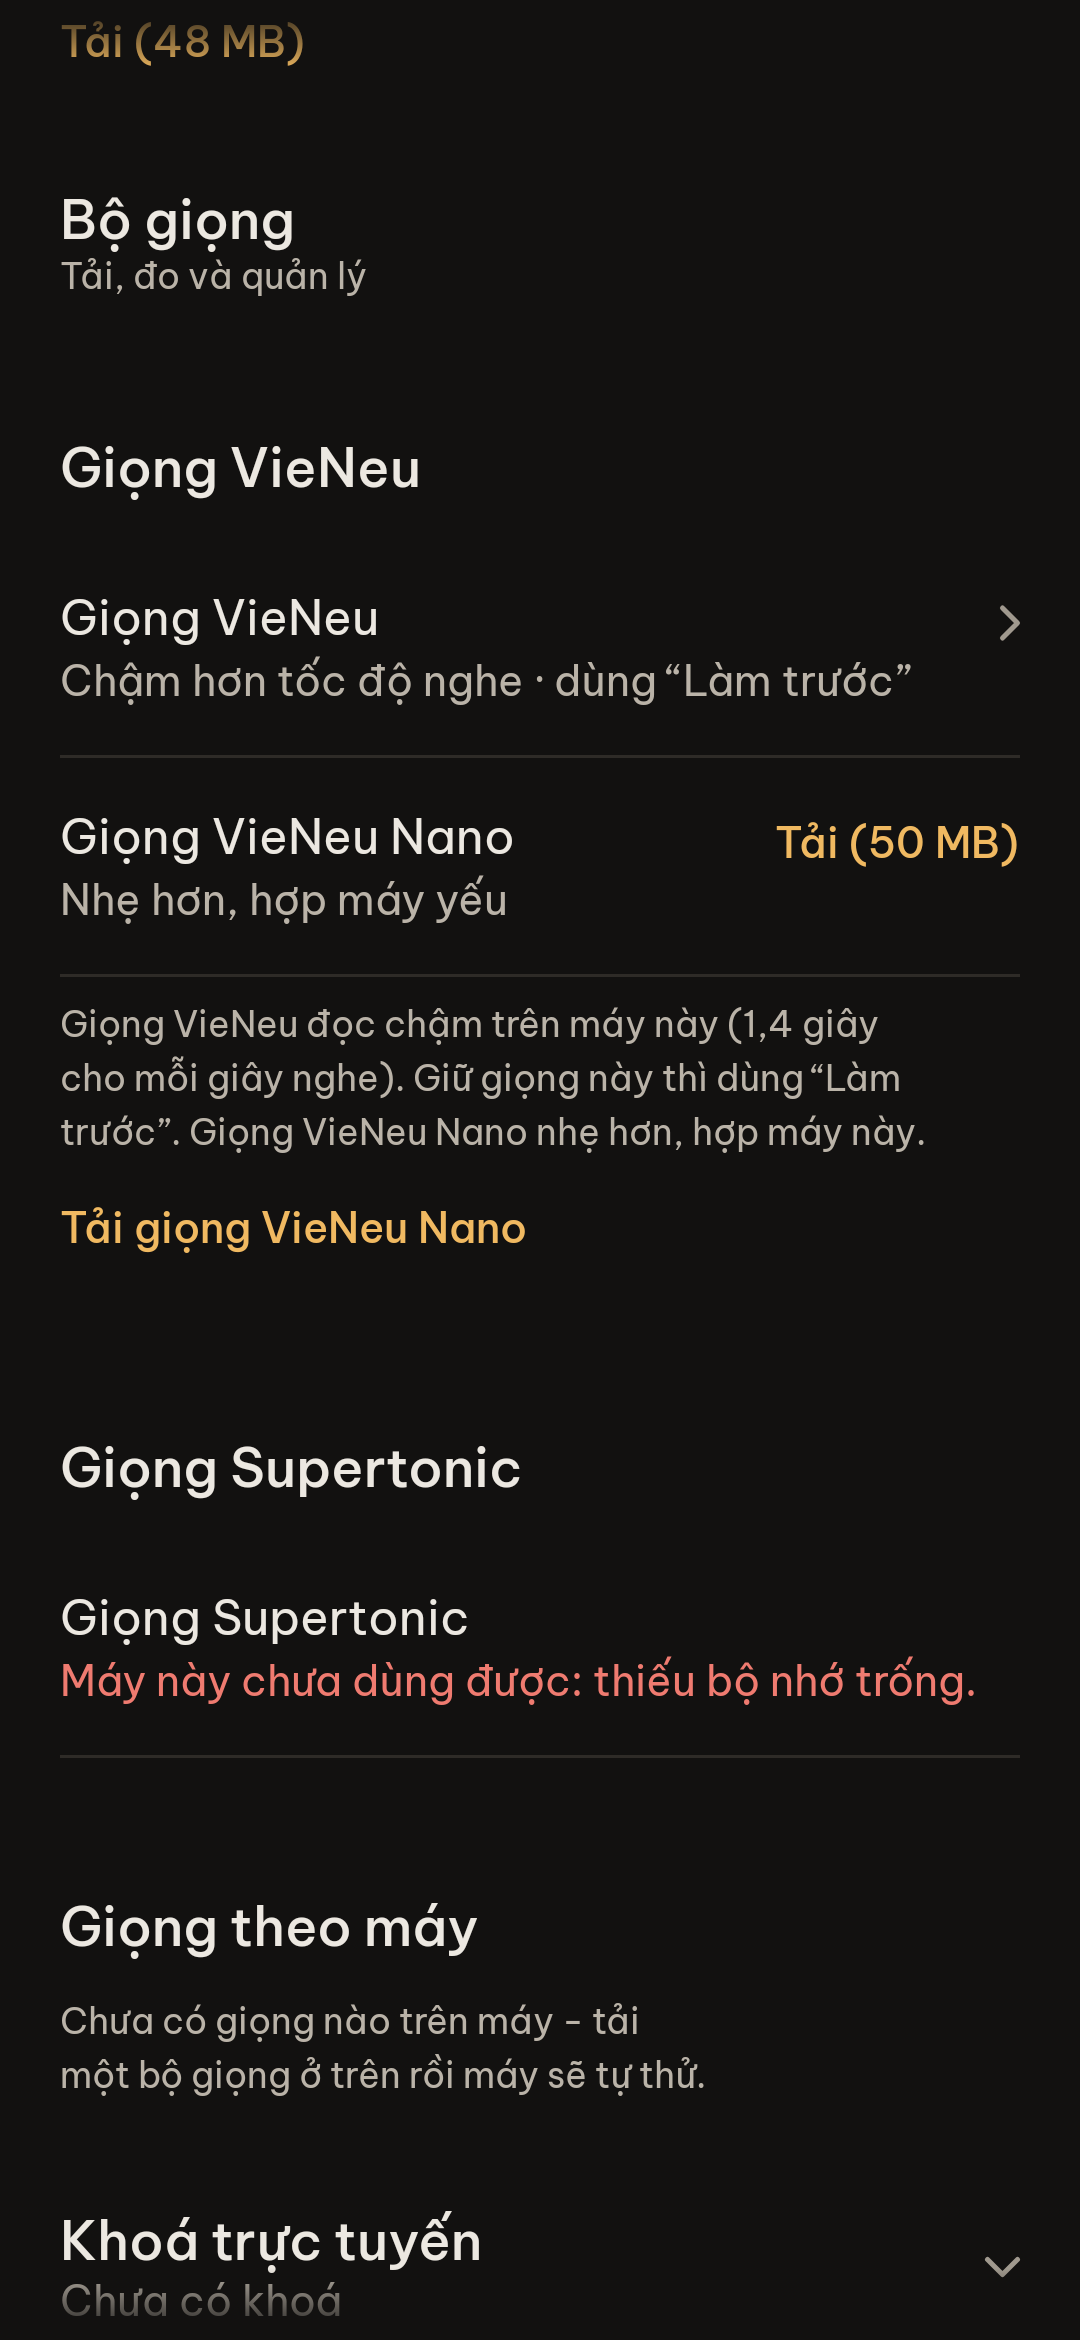 Tải (48 MB)
Bộ giọng
Tải, đo và quản lý
Giọng VieNeu
Giọng VieNeu
Chậm hơn tốc độ nghe · dùng “Làm trước”
Giọng VieNeu Nano
Tải (50 MB)
Nhẹ hơn, hợp máy yếu
Giọng VieNeu đọc chậm trên máy này (1,4 giây
cho mỗi giây nghe). Giữ giọng này thì dùng “Làm
trước”. Giọng VieNeu Nano nhẹ hơn, hợp máy này.
Tải giọng VieNeu Nano
Giọng Supertonic
Giọng Supertonic
Máy này chưa dùng được: thiếu bộ nhớ trống.
Giọng theo máy
Chưa có giọng nào trên máy – tải
một bộ giọng ở trên rồi máy sẽ tự thử.
Khoá trực tuyến
Chưa có khoá